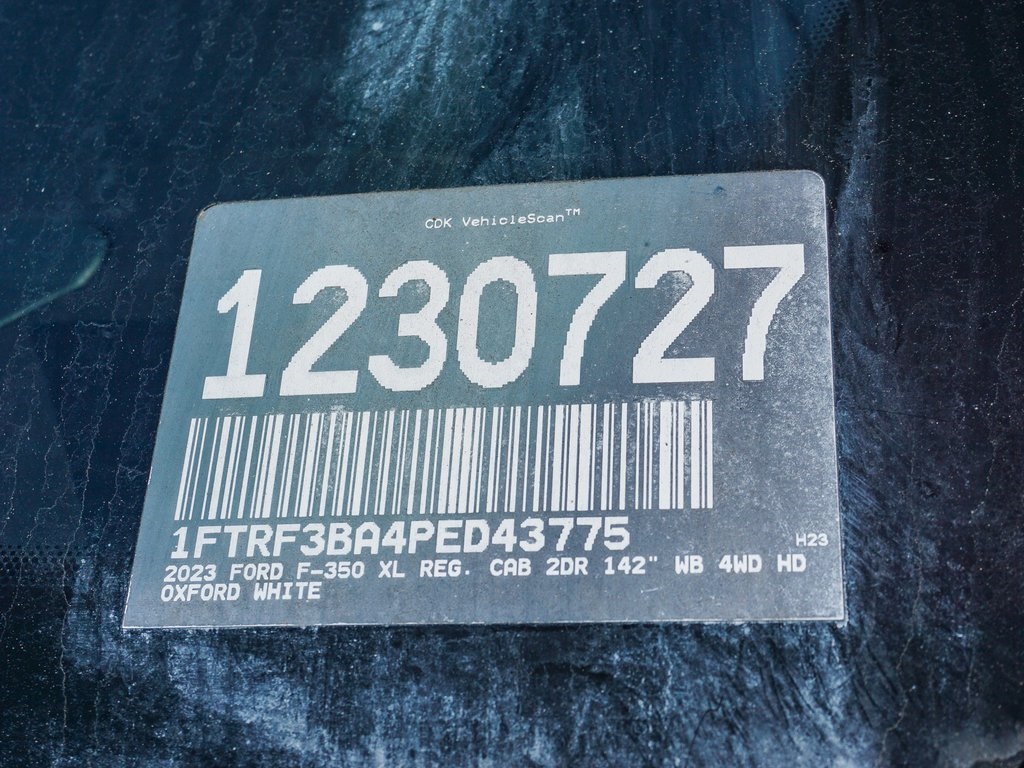 CDK VehicleScan™
1230727
1FTRF3BA4PED43775
H23
2023 FORD F-350 XL REG. CAB 2DR 142" WB 4WD HD
OXFORD WHITE